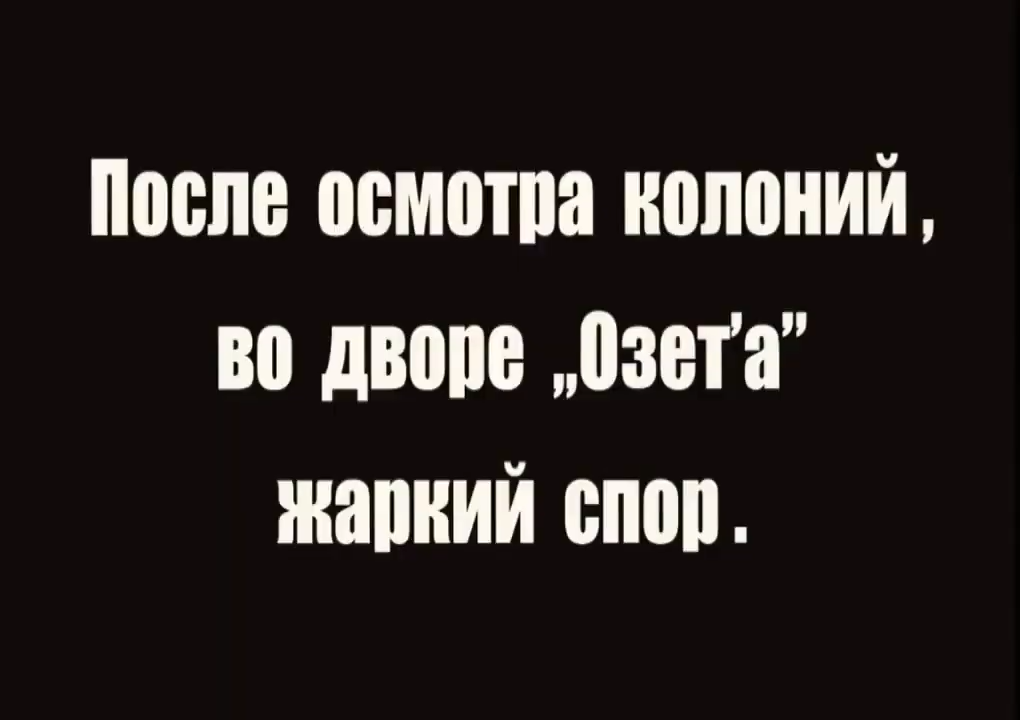 После осмотра колоний,
во дворе „Озет’а”
жаркий спор.